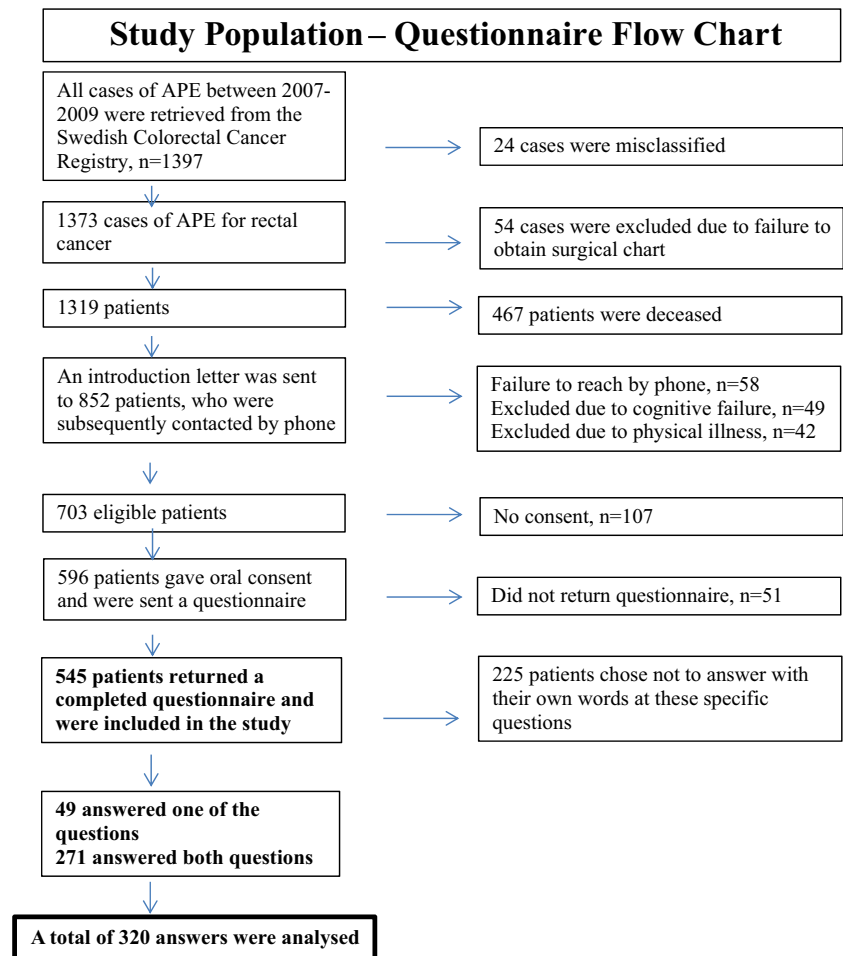 Study Population – Questionnaire Flow Chart
All cases of APE between 2007-
2009 were retrieved from the
Swedish Colorectal Cancer
Registry, n=1397
24 cases were misclassified
1373 cases of APE for rectal
cancer
54 cases were excluded due to failure to
obtain surgical chart
1319 patients
467 patients were deceased
An introduction letter was sent
to 852 patients, who were
subsequently contacted by phone
Failure to reach by phone, n=58
Excluded due to cognitive failure, n=49
Excluded due to physical illness, n=42
703 eligible patients
No consent, n=107
596 patients gave oral consent
and were sent a questionnaire
Did not return questionnaire, n=51
545 patients returned a
completed questionnaire and
were included in the study
225 patients chose not to answer with
their own words at these specific
questions
49 answered one of the
questions
271 answered both questions
A total of 320 answers were analysed